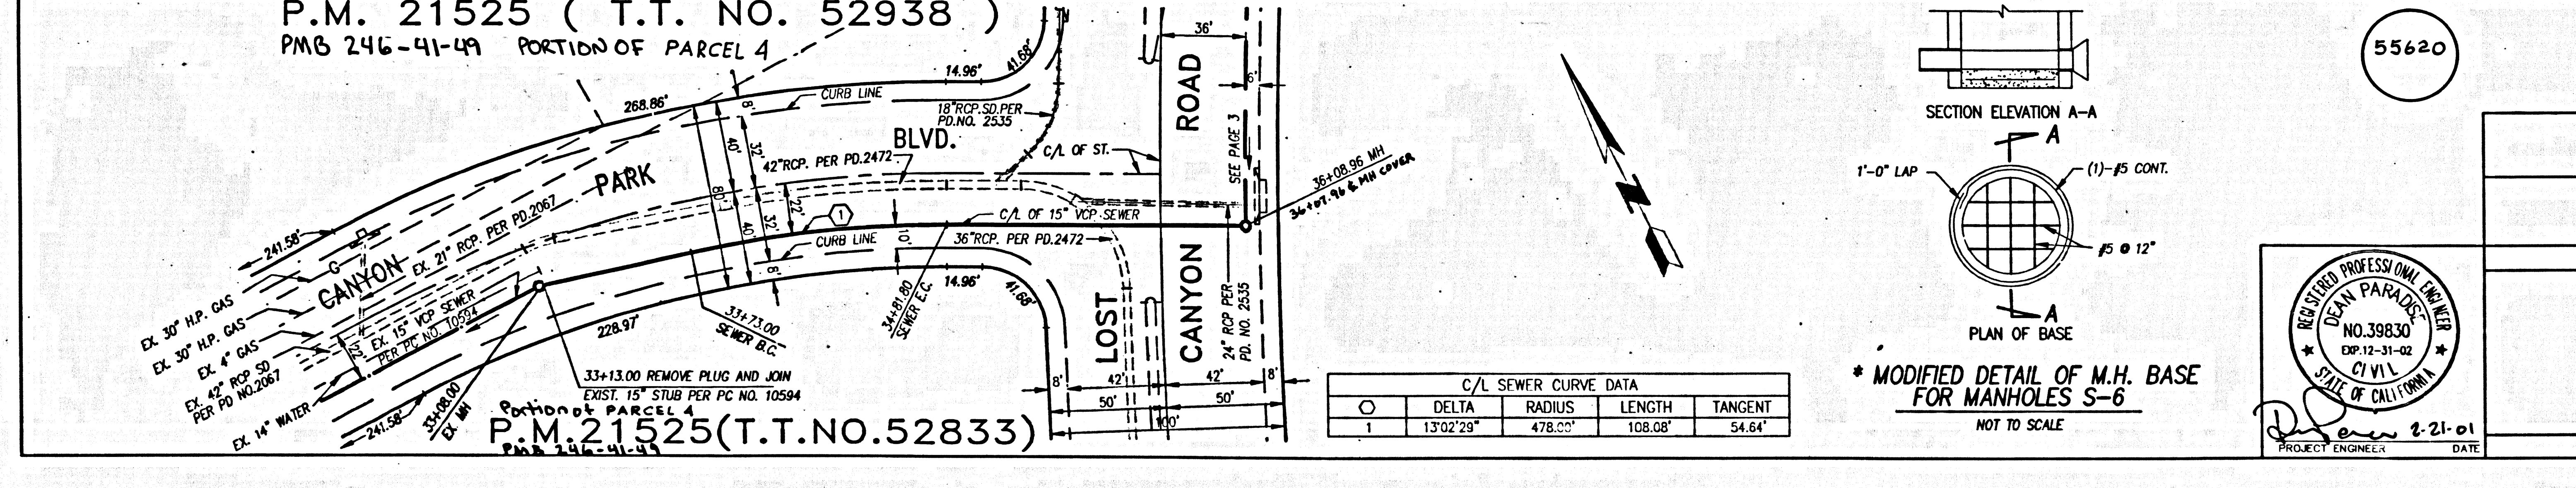 P.M. 21525 ( T.T. NO. 52938 )
PMB 246-41-49 PORTION OF PARCEL 4
268.86'
14.96'
41.68'
CURB LINE
18"RCP.SD.PER
PD.NO. 2535
BLVD.
42"RCP. PER PD.2472
C/L OF ST.
PARK
8'
40'
32'
80'
40'
32'
8'
22'
1
10'
C/L OF 15" VCP SEWER
CURB LINE
36"RCP. PER PD.2472
14.96'
41.68'
241.58'
G
CANYON
EX. 21" RCP. PER PD.2067
EX. 30" H.P. GAS
EX. 30" H.P. GAS
EX. 4" GAS
EX. 42" RCP SD
PER PD NO.2067
EX. 14" WATER
22'
EX. 15" VCP SEWER
PER PC NO. 10594
241.58'
33+08.00
EX. MH
228.97'
33+73.00
SEWER B.C.
34+81.80
SEWER E.C.
33+13.00 REMOVE PLUG AND JOIN
EXIST. 15" STUB PER PC NO. 10594
Portion of PARCEL 4
P.M.21525(T.T.NO.52833)
PMB 246-41-49
36'
6'
ROAD
SEE PAGE 3
36+08.96 MH
36+07.96 ₵ MH COVER
LOST
CANYON
24" RCP PER
PD. NO. 2535
8'
42'
42'
8'
50'
50'
100'
N
C/L SEWER CURVE DATA
DELTA RADIUS LENGTH TANGENT
1 13°02'29" 478.00' 108.08' 54.64'
SECTION ELEVATION A-A
A
1'-0" LAP
(1)-#5 CONT.
#5 @ 12"
A
PLAN OF BASE
* MODIFIED DETAIL OF M.H. BASE
FOR MANHOLES S-6
NOT TO SCALE
55620
REGISTERED PROFESSIONAL ENGINEER
DEAN PARADISE
NO.39830
EXP.12-31-02
CIVIL
STATE OF CALIFORNIA
2-21-01
PROJECT ENGINEER DATE